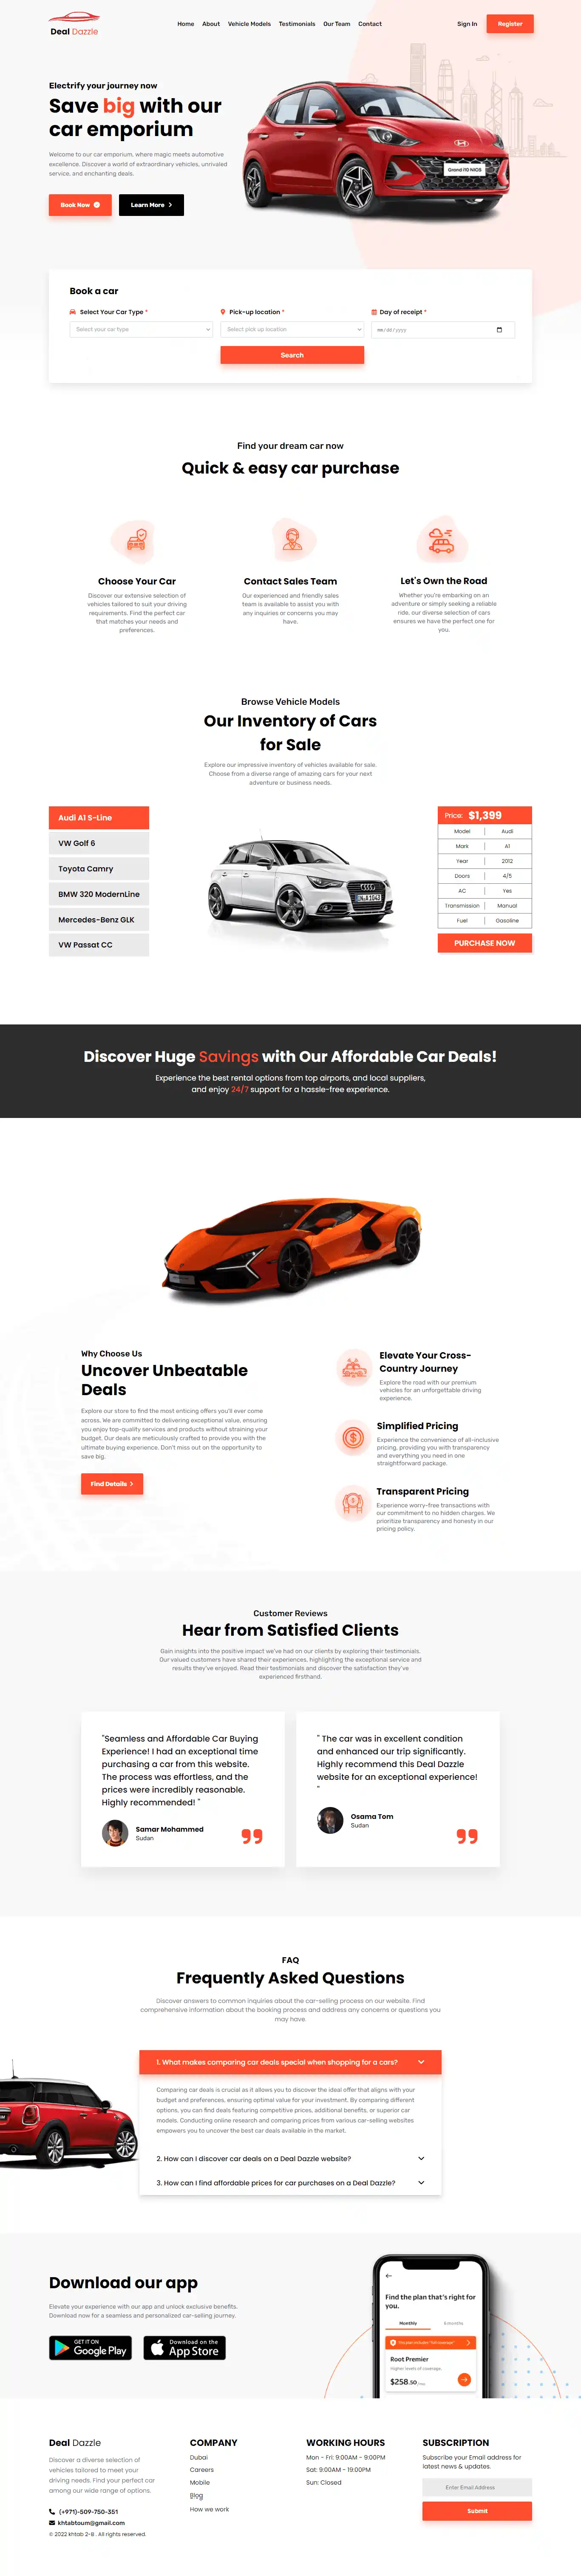 Deal Dazzle
Home About Vehicle Models Testimonials Our Team Contact
Sign In Register
Electrify your journey now
Save big with our
car emporium
Welcome to our car emporium, where magic meets automotive
excellence. Discover a world of extraordinary vehicles, unrivaled
service, and enchanting deals.
Book Now
Learn More
Grand i10 NIOS
Book a car
Select Your Car Type *
Pick-up location *
Day of receipt *
Select your car type
Select pick up location
mm/dd/yyyy
Search
Find your dream car now
Quick & easy car purchase
Choose Your Car
Discover our extensive selection of
vehicles tailored to suit your driving
requirements. Find the perfect car
that matches your needs and
preferences.
Contact Sales Team
Our experienced and friendly sales
team is available to assist you with
any inquiries or concerns you may
have.
Let's Own the Road
Whether you're embarking on an
adventure or simply seeking a reliable
ride, our diverse selection of cars
ensures we have the perfect one for
you.
Browse Vehicle Models
Our Inventory of Cars
for Sale
Explore our impressive inventory of vehicles available for sale.
Choose from a diverse range of amazing cars for your next
adventure or business needs.
Audi A1 S-Line
VW Golf 6
Toyota Camry
BMW 320 ModernLine
Mercedes-Benz GLK
VW Passat CC
Price: $1,399
Model Audi
Mark A1
Year 2012
Doors 4/5
AC Yes
Transmission Manual
Fuel Gasoline
PURCHASE NOW
Discover Huge Savings with Our Affordable Car Deals!
Experience the best rental options from top airports, and local suppliers,
and enjoy 24/7 support for a hassle-free experience.
Why Choose Us
Uncover Unbeatable
Deals
Explore our store to find the most enticing offers you'll ever come
across. We are committed to delivering exceptional value, ensuring
you enjoy top-quality services and products without straining your
budget. Our deals are meticulously crafted to provide you with the
ultimate buying experience. Don't miss out on the opportunity to
save big.
Find Details
Elevate Your Cross-
Country Journey
Explore the road with our premium
vehicles for an unforgettable driving
experience.
Simplified Pricing
Experience the convenience of all-inclusive
pricing, providing you with transparency
and everything you need in one
straightforward package.
Transparent Pricing
Experience worry-free transactions with
our commitment to no hidden charges. We
prioritize transparency and honesty in our
pricing policy.
Customer Reviews
Hear from Satisfied Clients
Gain insights into the positive impact we've had on our clients by exploring their testimonials.
Our valued customers have shared their experiences, highlighting the exceptional service and
results they've enjoyed. Read their testimonials and discover the satisfaction they've
experienced firsthand.
"Seamless and Affordable Car Buying
Experience! I had an exceptional time
purchasing a car from this website.
The process was effortless, and the
prices were incredibly reasonable.
Highly recommended! "
Samar Mohammed
Sudan
" The car was in excellent condition
and enhanced our trip significantly.
Highly recommend this Deal Dazzle
website for an exceptional experience!
"
Osama Tom
Sudan
FAQ
Frequently Asked Questions
Discover answers to common inquiries about the car-selling process on our website. Find
comprehensive information about the booking process and address any concerns or questions you
may have.
1. What makes comparing car deals special when shopping for a cars?
Comparing car deals is crucial as it allows you to discover the ideal offer that aligns with your
budget and preferences, ensuring optimal value for your investment. By comparing different
options, you can find deals featuring competitive prices, additional benefits, or superior car
models. Conducting online research and comparing prices from various car-selling websites
empowers you to uncover the best car deals available in the market.
2. How can I discover car deals on a Deal Dazzle website?
3. How can I find affordable prices for car purchases on a Deal Dazzle?
Download our app
Elevate your experience with our app and unlock exclusive benefits.
Download now for a seamless and personalized car-selling journey.
GET IT ON
Google Play
Download on the
App Store
Find the plan that's right for
you.
Monthly
Root Premier
Higher levels of coverage.
$258.50
Deal Dazzle
Discover a diverse selection of
vehicles tailored to meet your
driving needs. Find your perfect car
among our wide range of options.
(+971)-509-750-351
khtabtoum@gmail.com
© 2022 khtab 2-B . All rights reserved.
COMPANY
Dubai
Careers
Mobile
Blog
How we work
WORKING HOURS
Mon - Fri: 9:00AM - 9:00PM
Sat: 9:00AM - 19:00PM
Sun: Closed
SUBSCRIPTION
Subscribe your Email address for
latest news & updates.
Enter Email Address
Submit